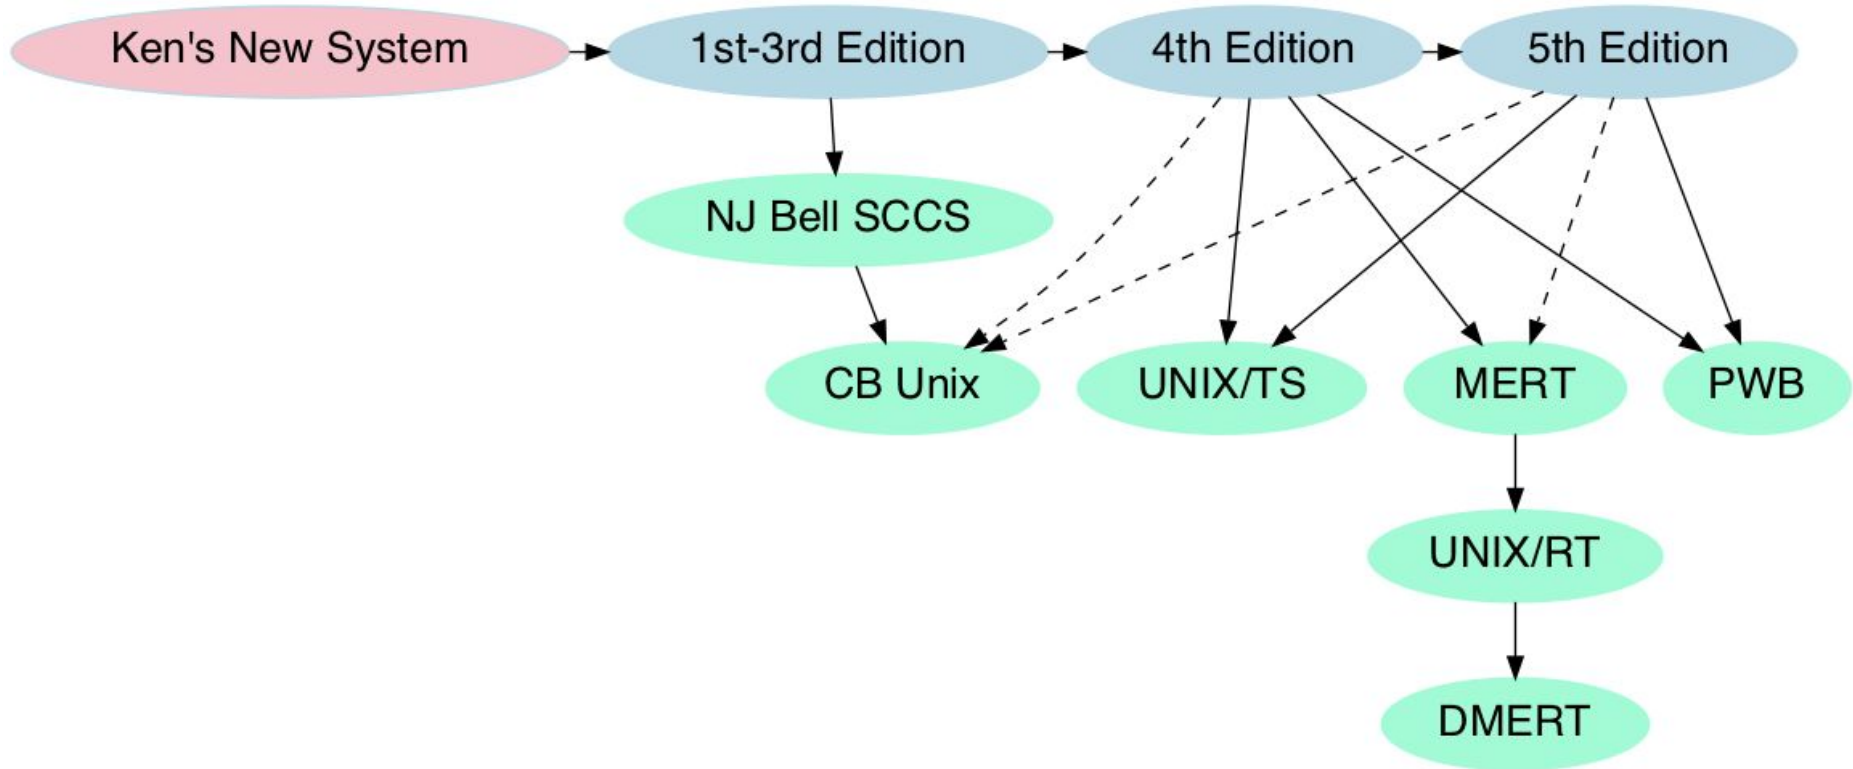 Ken's New System
1st-3rd Edition
4th Edition
5th Edition
NJ Bell SCCS
CB Unix
UNIX/TS
MERT
PWB
UNIX/RT
DMERT